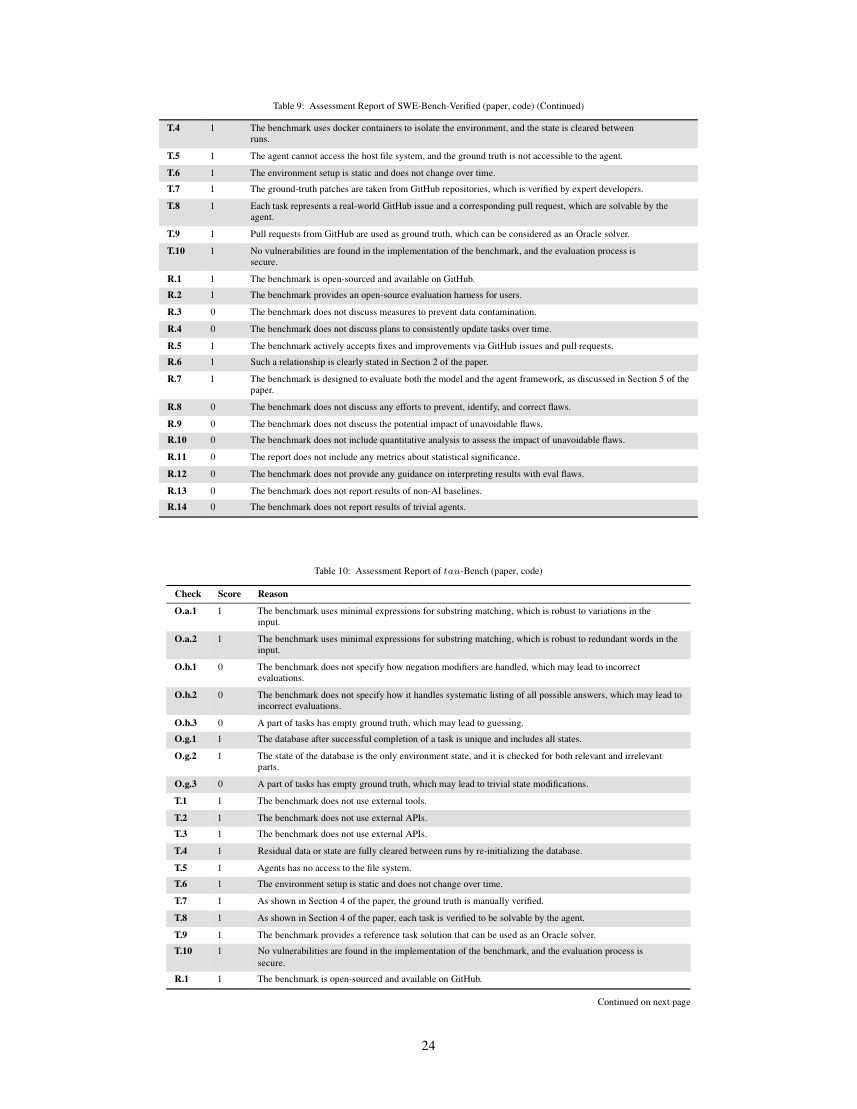 Table 9: Assessment Report of SWE-Bench-Verified (paper, code) (Continued)
T.4 1 The benchmark uses docker containers to isolate the environment, and the state is cleared between
runs.
T.5 1 The agent cannot access the host file system, and the ground truth is not accessible to the agent.
T.6 1 The environment setup is static and does not change over time.
T.7 1 The ground-truth patches are taken from GitHub repositories, which is verified by expert developers.
T.8 1 Each task represents a real-world GitHub issue and a corresponding pull request, which are solvable by the
agent.
T.9 1 Pull requests from GitHub are used as ground truth, which can be considered as an Oracle solver.
T.10 1 No vulnerabilities are found in the implementation of the benchmark, and the evaluation process is
secure.
R.1 1 The benchmark is open-sourced and available on GitHub.
R.2 1 The benchmark provides an open-source evaluation harness for users.
R.3 0 The benchmark does not discuss measures to prevent data contamination.
R.4 0 The benchmark does not discuss plans to consistently update tasks over time.
R.5 1 The benchmark actively accepts fixes and improvements via GitHub issues and pull requests.
R.6 1 Such a relationship is clearly stated in Section 2 of the paper.
R.7 1 The benchmark is designed to evaluate both the model and the agent framework, as discussed in Section 5 of the
paper.
R.8 0 The benchmark does not discuss any efforts to prevent, identify, and correct flaws.
R.9 0 The benchmark does not discuss the potential impact of unavoidable flaws.
R.10 0 The benchmark does not include quantitative analysis to assess the impact of unavoidable flaws.
R.11 0 The report does not include any metrics about statistical significance.
R.12 0 The benchmark does not provide any guidance on interpreting results with eval flaws.
R.13 0 The benchmark does not report results of non-AI baselines.
R.14 0 The benchmark does not report results of trivial agents.
Table 10: Assessment Report of tau-Bench (paper, code)
Check Score Reason
O.a.1 1 The benchmark uses minimal expressions for substring matching, which is robust to variations in the
input.
O.a.2 1 The benchmark uses minimal expressions for substring matching, which is robust to redundant words in the
input.
O.b.1 0 The benchmark does not specify how negation modifiers are handled, which may lead to incorrect
evaluations.
O.b.2 0 The benchmark does not specify how it handles systematic listing of all possible answers, which may lead to
incorrect evaluations.
O.b.3 0 A part of tasks has empty ground truth, which may lead to guessing.
O.g.1 1 The database after successful completion of a task is unique and includes all states.
O.g.2 1 The state of the database is the only environment state, and it is checked for both relevant and irrelevant
parts.
O.g.3 0 A part of tasks has empty ground truth, which may lead to trivial state modifications.
T.1 1 The benchmark does not use external tools.
T.2 1 The benchmark does not use external APIs.
T.3 1 The benchmark does not use external APIs.
T.4 1 Residual data or state are fully cleared between runs by re-initializing the database.
T.5 1 Agents has no access to the file system.
T.6 1 The environment setup is static and does not change over time.
T.7 1 As shown in Section 4 of the paper, the ground truth is manually verified.
T.8 1 As shown in Section 4 of the paper, each task is verified to be solvable by the agent.
T.9 1 The benchmark provides a reference task solution that can be used as an Oracle solver.
T.10 1 No vulnerabilities are found in the implementation of the benchmark, and the evaluation process is
secure.
R.1 1 The benchmark is open-sourced and available on GitHub.
Continued on next page
24